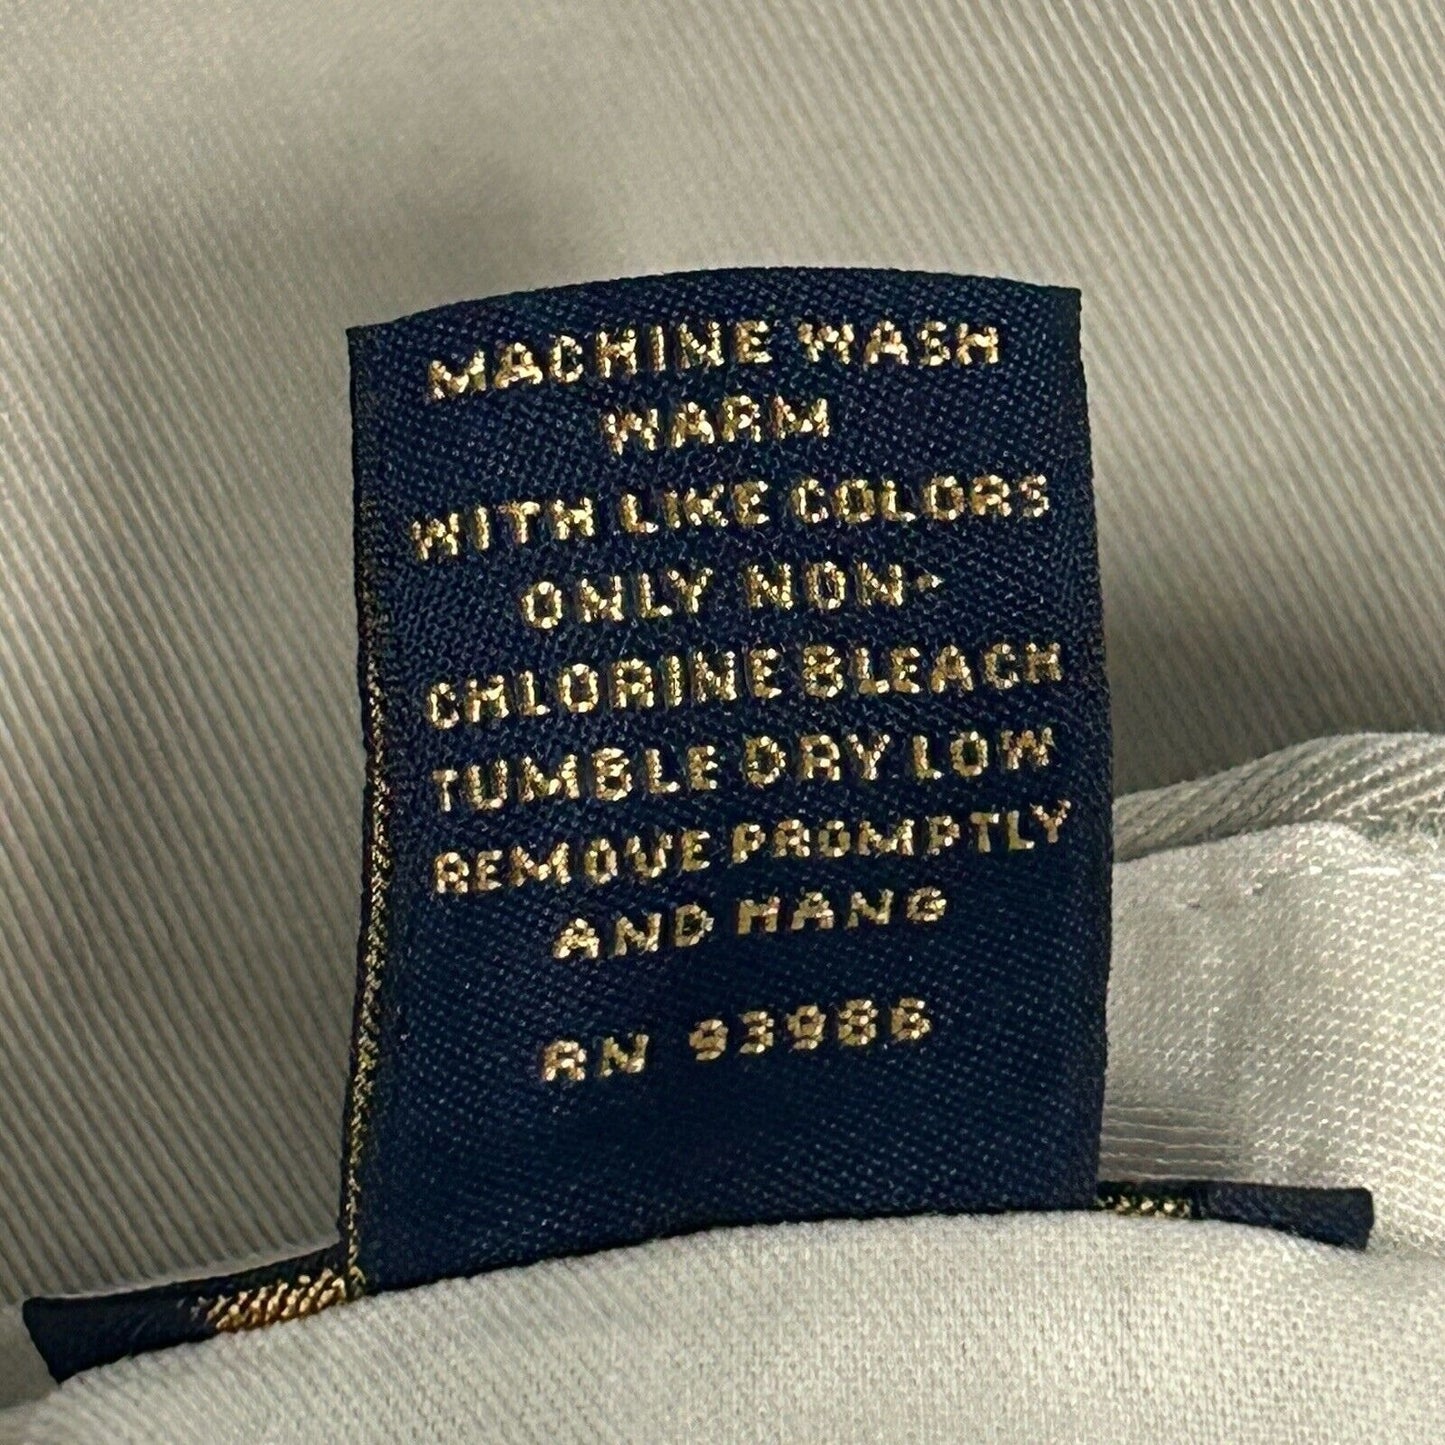 MACHINE WASH
WARM
WITH LIKE COLORS
ONLY NON-
CHLORINE BLEACH
TUMBLE DRY LOW
REMOVE PROMPTLY
AND HANG
RN 93986